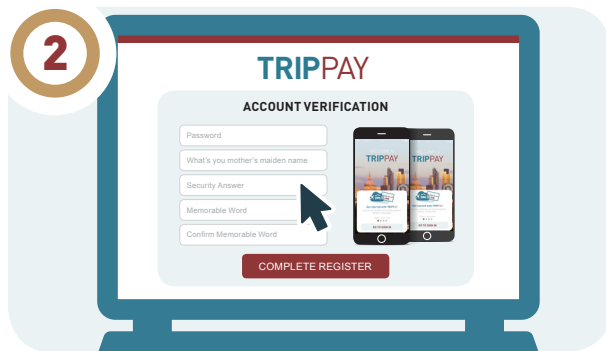 2
TRIPPAY
ACCOUNT VERIFICATION
Password
What's you mother's maiden name
Security Answer
Memorable Word
Confirm Memorable Word
TRIPPAY
TRIPPAY
COMPLETE REGISTER